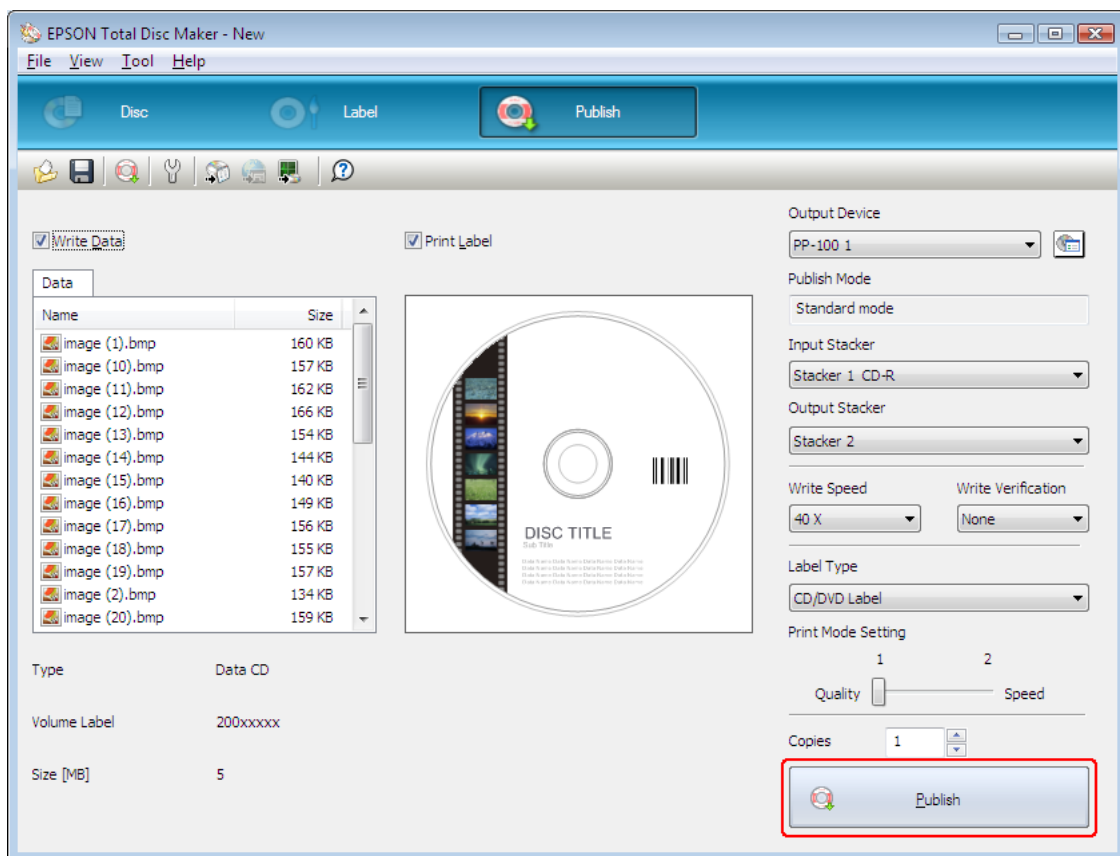 EPSON Total Disc Maker - New
File View Tool Help
Disc Label Publish
Write Data
Print Label
Output Device
PP-100 1
Publish Mode
Standard mode
Input Stacker
Stacker 1 CD-R
Output Stacker
Stacker 2
Write Speed Write Verification
40 X None
Label Type
CD/DVD Label
Print Mode Setting
1 2
Quality Speed
Copies 1
Publish
Data
Name Size
image (1).bmp 160 KB
image (10).bmp 157 KB
image (11).bmp 162 KB
image (12).bmp 166 KB
image (13).bmp 154 KB
image (14).bmp 144 KB
image (15).bmp 140 KB
image (16).bmp 149 KB
image (17).bmp 156 KB
image (18).bmp 155 KB
image (19).bmp 157 KB
image (2).bmp 134 KB
image (20).bmp 159 KB
DISC TITLE
Sub Title
Type Data CD
Volume Label 200xxxxx
Size [MB] 5